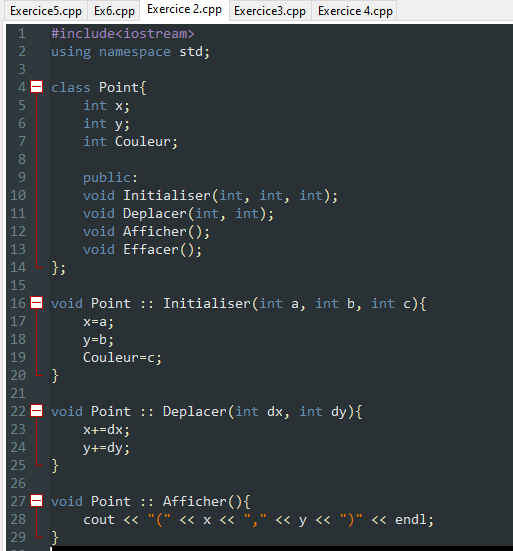 Exercice5.cpp Ex6.cpp Exercice 2.cpp Exercice3.cpp Exercice 4.cpp
1 #include<iostream>
2 using namespace std;
3
4 class Point{
5 int x;
6 int y;
7 int Couleur;
8
9 public:
10 void Initialiser(int, int, int);
11 void Deplacer(int, int);
12 void Afficher();
13 void Effacer();
14 };
15
16 void Point :: Initialiser(int a, int b, int c){
17 x=a;
18 y=b;
19 Couleur=c;
20 }
21
22 void Point :: Deplacer(int dx, int dy){
23 x+=dx;
24 y+=dy;
25 }
26
27 void Point :: Afficher(){
28 cout << "(" << x << "," << y << ")" << endl;
29 }